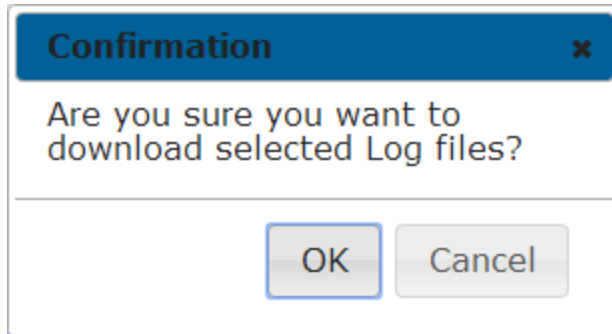 Confirmation
Are you sure you want to
download selected Log files?
OK Cancel